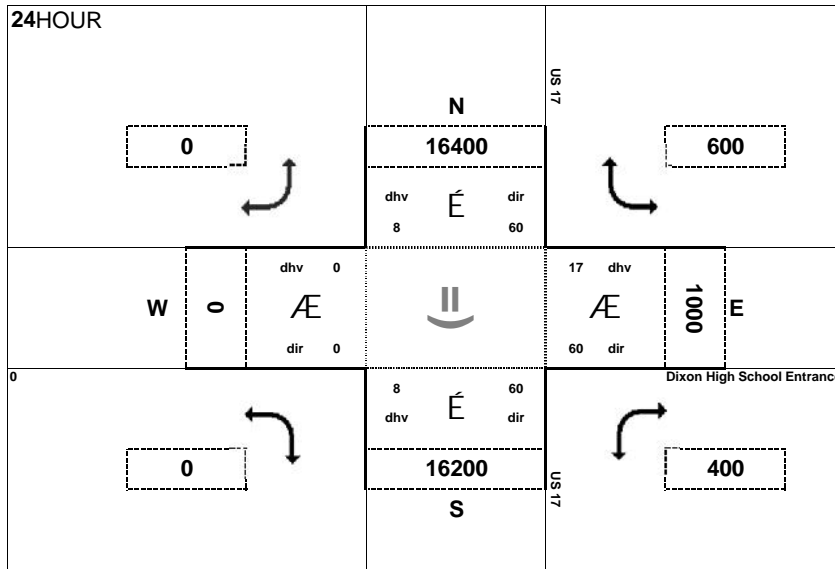 24HOUR
US 17
N
0
16400
600
dhv É dir
8 60
dhv 0
17 dhv
W
0
Æ
=)
Æ
1000
E
dir 0
60 dir
0
Dixon High School Entranc
8 60
dhv É dir
0
16200
400
US 17
S